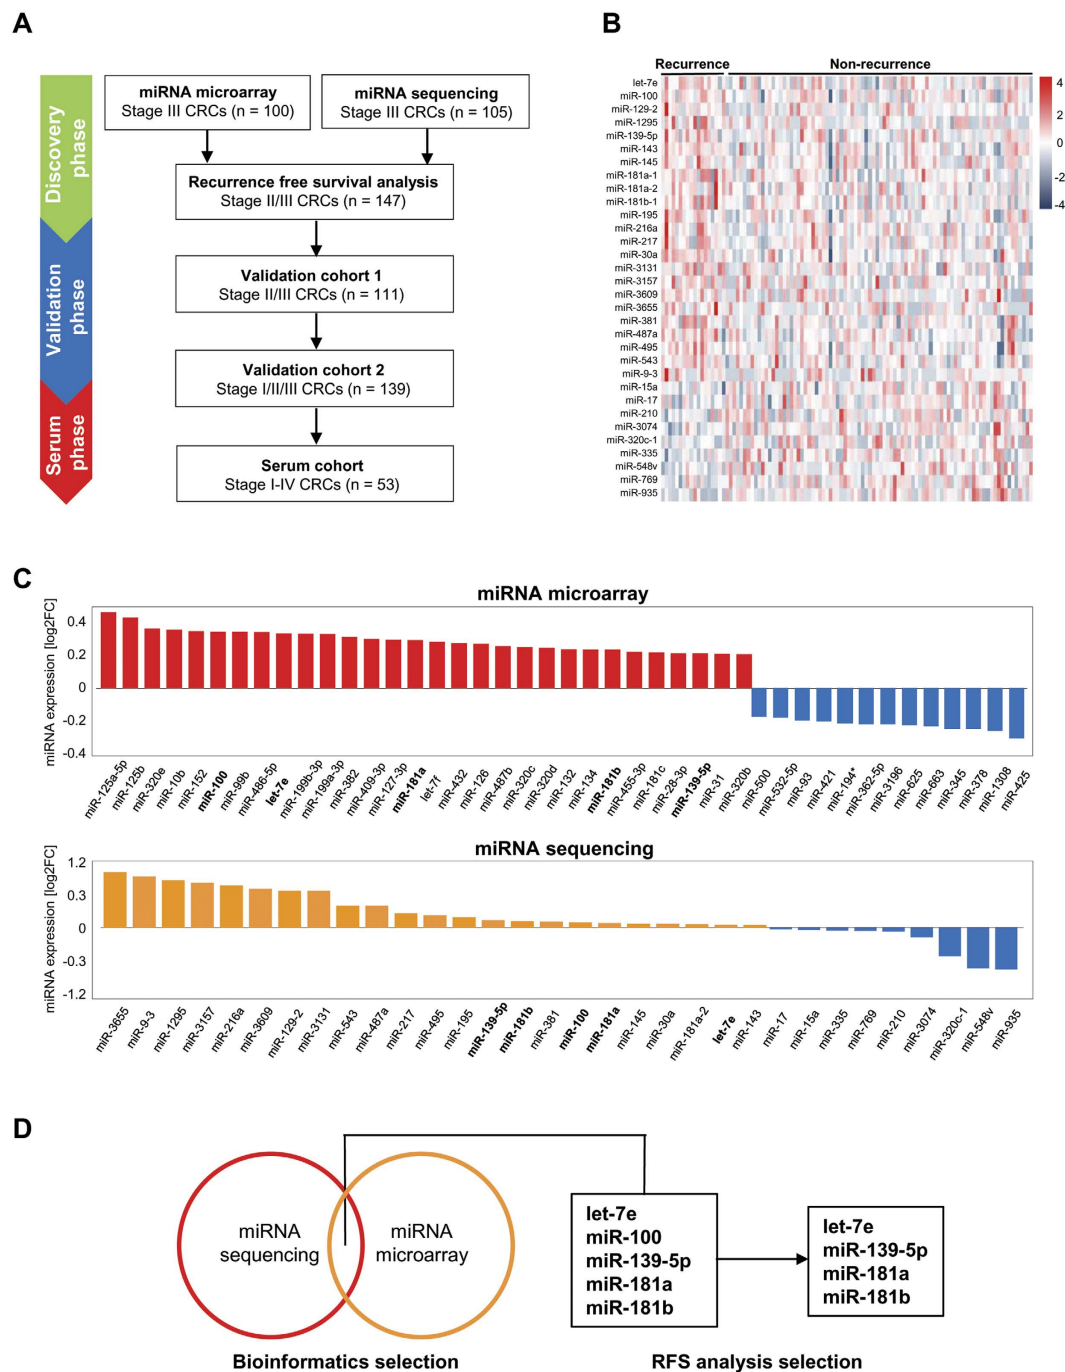 A
Discovery
phase
Validation
phase
Serum
phase
miRNA microarray
Stage III CRCs (n = 100)
miRNA sequencing
Stage III CRCs (n = 105)
Recurrence free survival analysis
Stage II/III CRCs (n = 147)
Validation cohort 1
Stage II/III CRCs (n = 111)
Validation cohort 2
Stage I/II/III CRCs (n = 139)
Serum cohort
Stage I-IV CRCs (n = 53)
B
Recurrence
Non-recurrence
let-7e
miR-100
miR-129-2
miR-1295
miR-139-5p
miR-143
miR-145
miR-181a-1
miR-181a-2
miR-181b-1
miR-195
miR-216a
miR-217
miR-30a
miR-3131
miR-3157
miR-3609
miR-3655
miR-381
miR-487a
miR-495
miR-543
miR-9-3
miR-15a
miR-17
miR-210
miR-3074
miR-320c-1
miR-335
miR-548v
miR-769
miR-935
4
2
0
-2
-4
C
miRNA microarray
miRNA expression [log2FC]
0.4
0.2
0
-0.2
-0.4
miR-125a-5p
miR-125b
miR-320e
miR-10b
miR-152
miR-100
miR-99b
miR-486-5p
let-7e
miR-199b-3p
miR-199a-3p
miR-382
miR-409-3p
miR-127-3p
miR-181a
let-7f
miR-432
miR-126
miR-487b
miR-320c
miR-320d
miR-132
miR-134
miR-181b
miR-455-3p
miR-181c
miR-28-3p
miR-139-5p
miR-31
miR-320b
miR-500
miR-532-5p
miR-93
miR-421
miR-194*
miR-362-5p
miR-3196
miR-625
miR-663
miR-345
miR-378
miR-1308
miR-425
miRNA sequencing
miRNA expression [log2FC]
1.2
0.3
0
-0.3
-1.2
miR-3655
miR-9-3
miR-1295
miR-3157
miR-216a
miR-3609
miR-129-2
miR-3131
miR-543
miR-487a
miR-217
miR-495
miR-195
miR-139-5p
miR-181b
miR-381
miR-100
miR-181a
miR-145
miR-30a
miR-181a-2
let-7e
miR-143
miR-17
miR-15a
miR-335
miR-769
miR-210
miR-3074
miR-320c-1
miR-548v
miR-935
D
miRNA
sequencing
miRNA
microarray
let-7e
miR-100
miR-139-5p
miR-181a
miR-181b
let-7e
miR-139-5p
miR-181a
miR-181b
Bioinformatics selection
RFS analysis selection